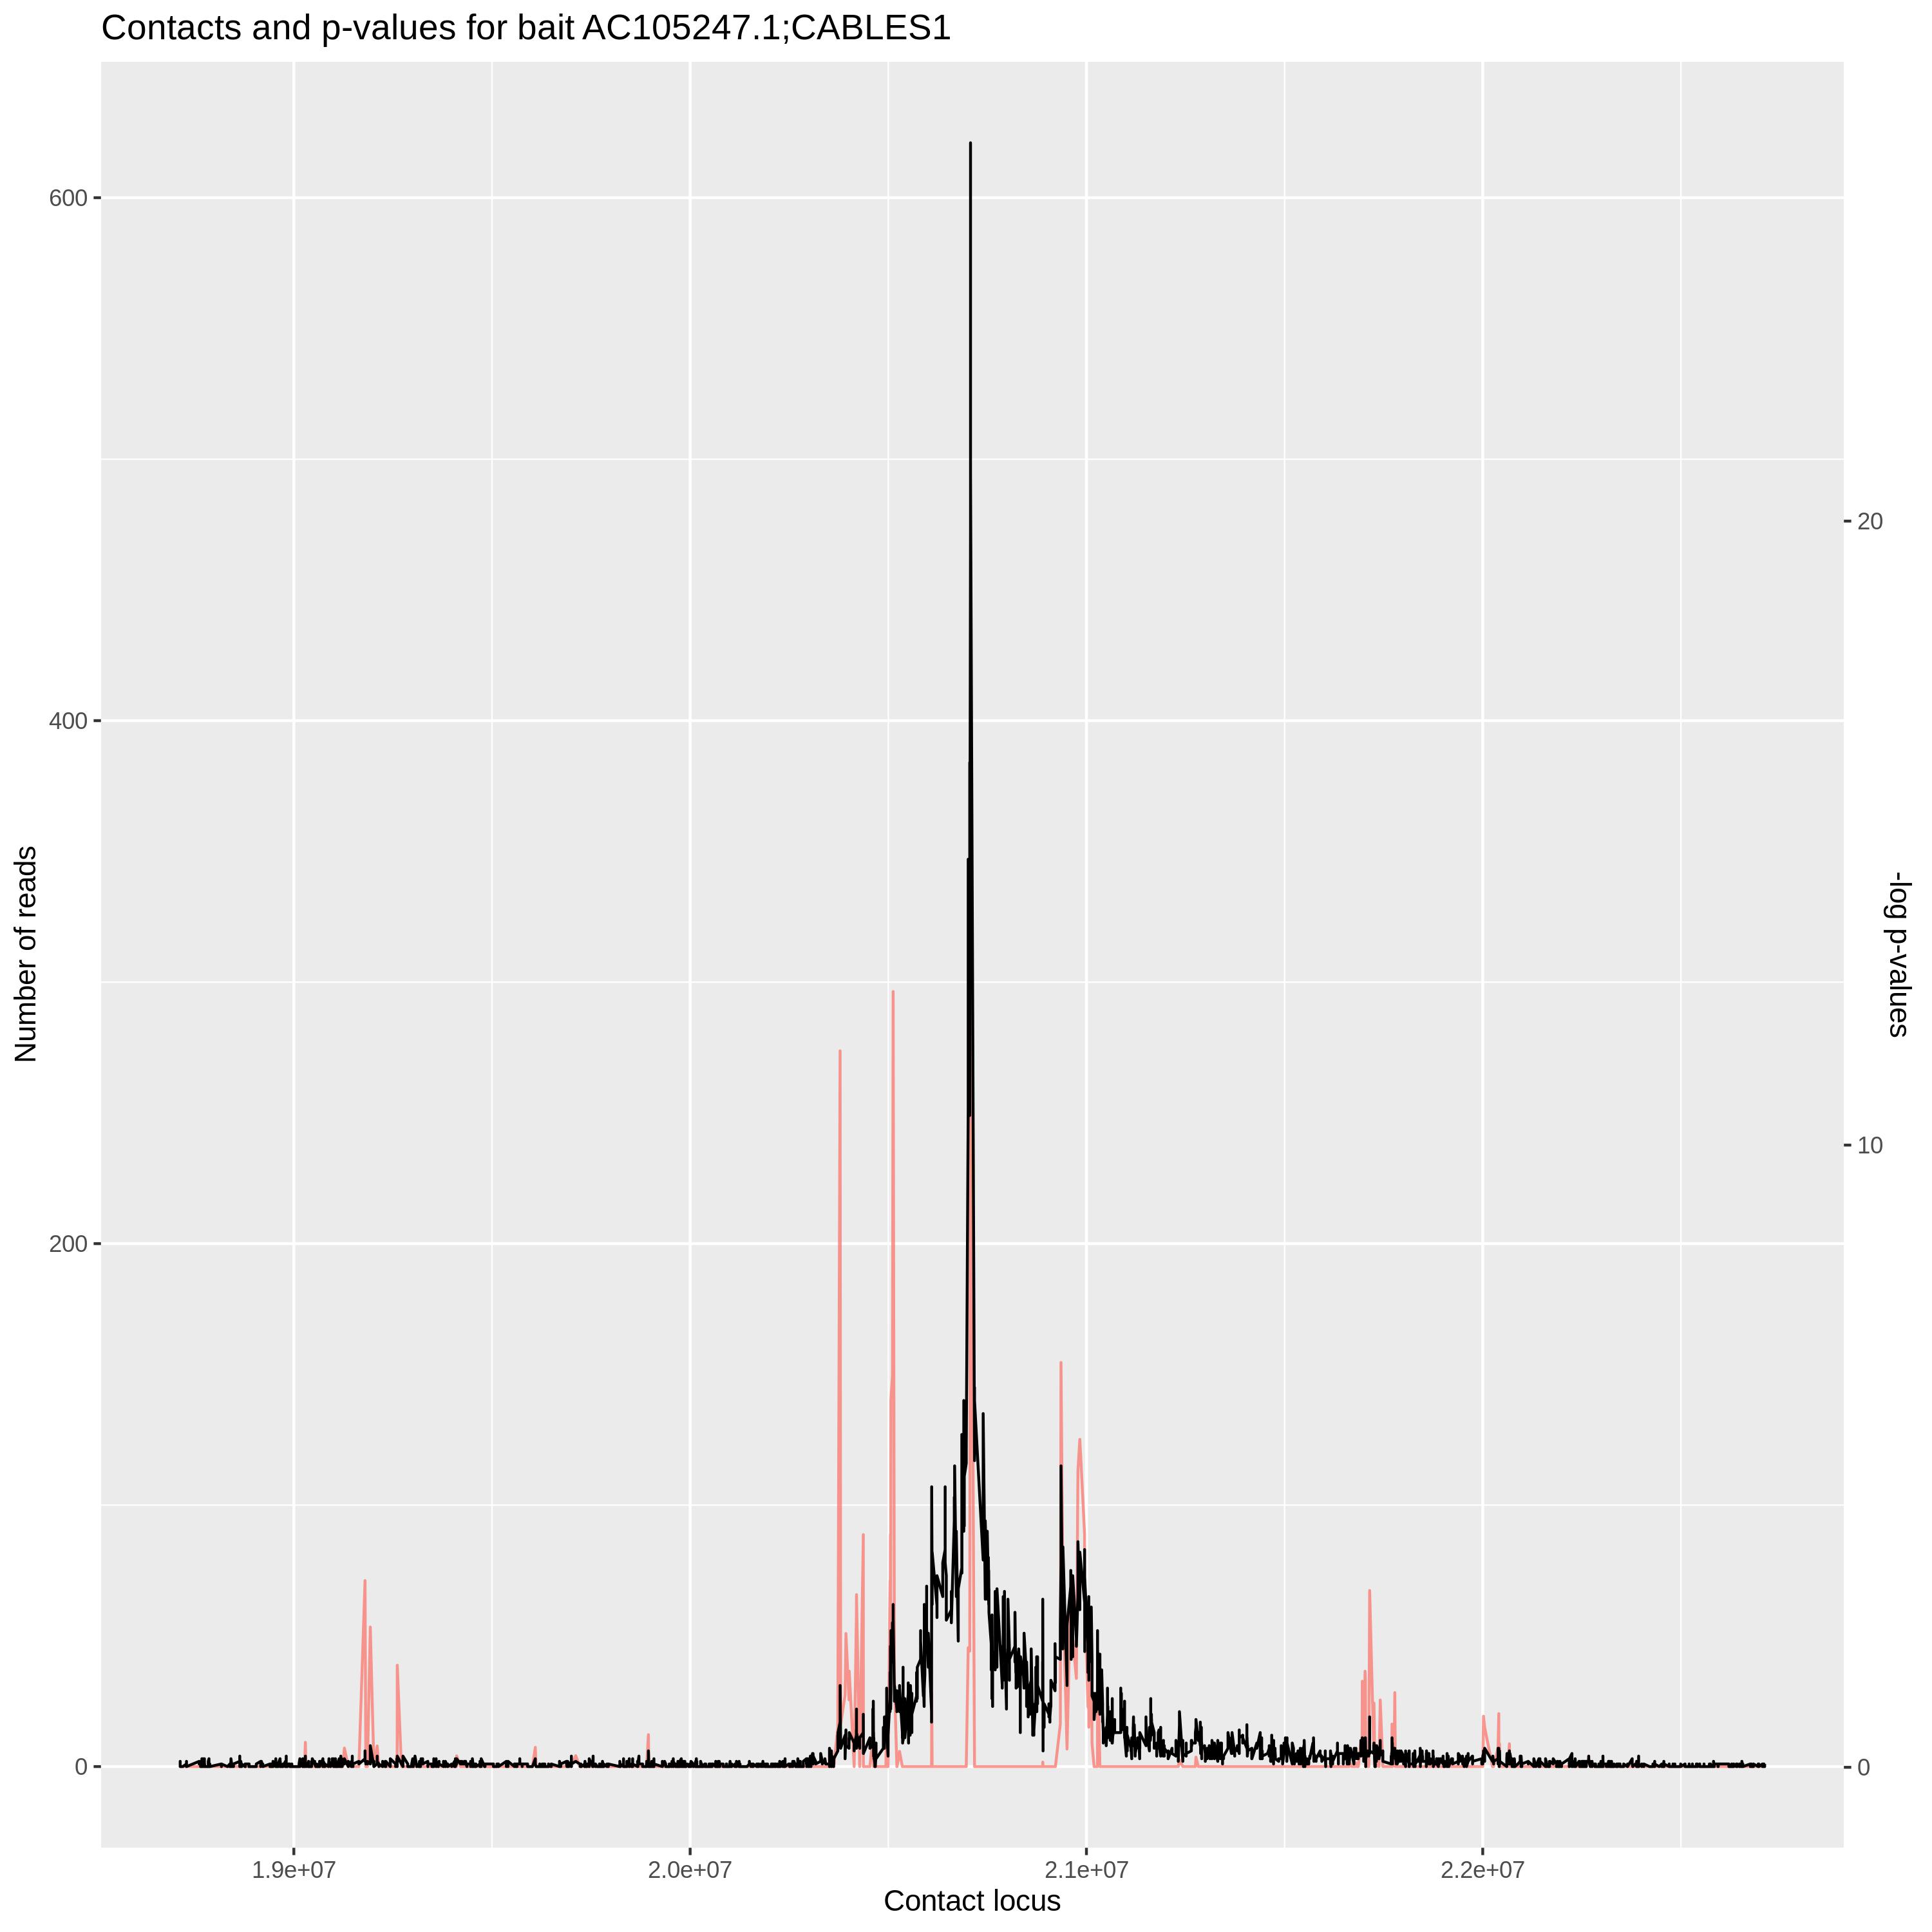 Contacts and p-values for bait AC105247.1;CABLES1
600
400
200
0
Number of reads
20
10
0
-log p-values
1.9e+07 2.0e+07 2.1e+07 2.2e+07
Contact locus